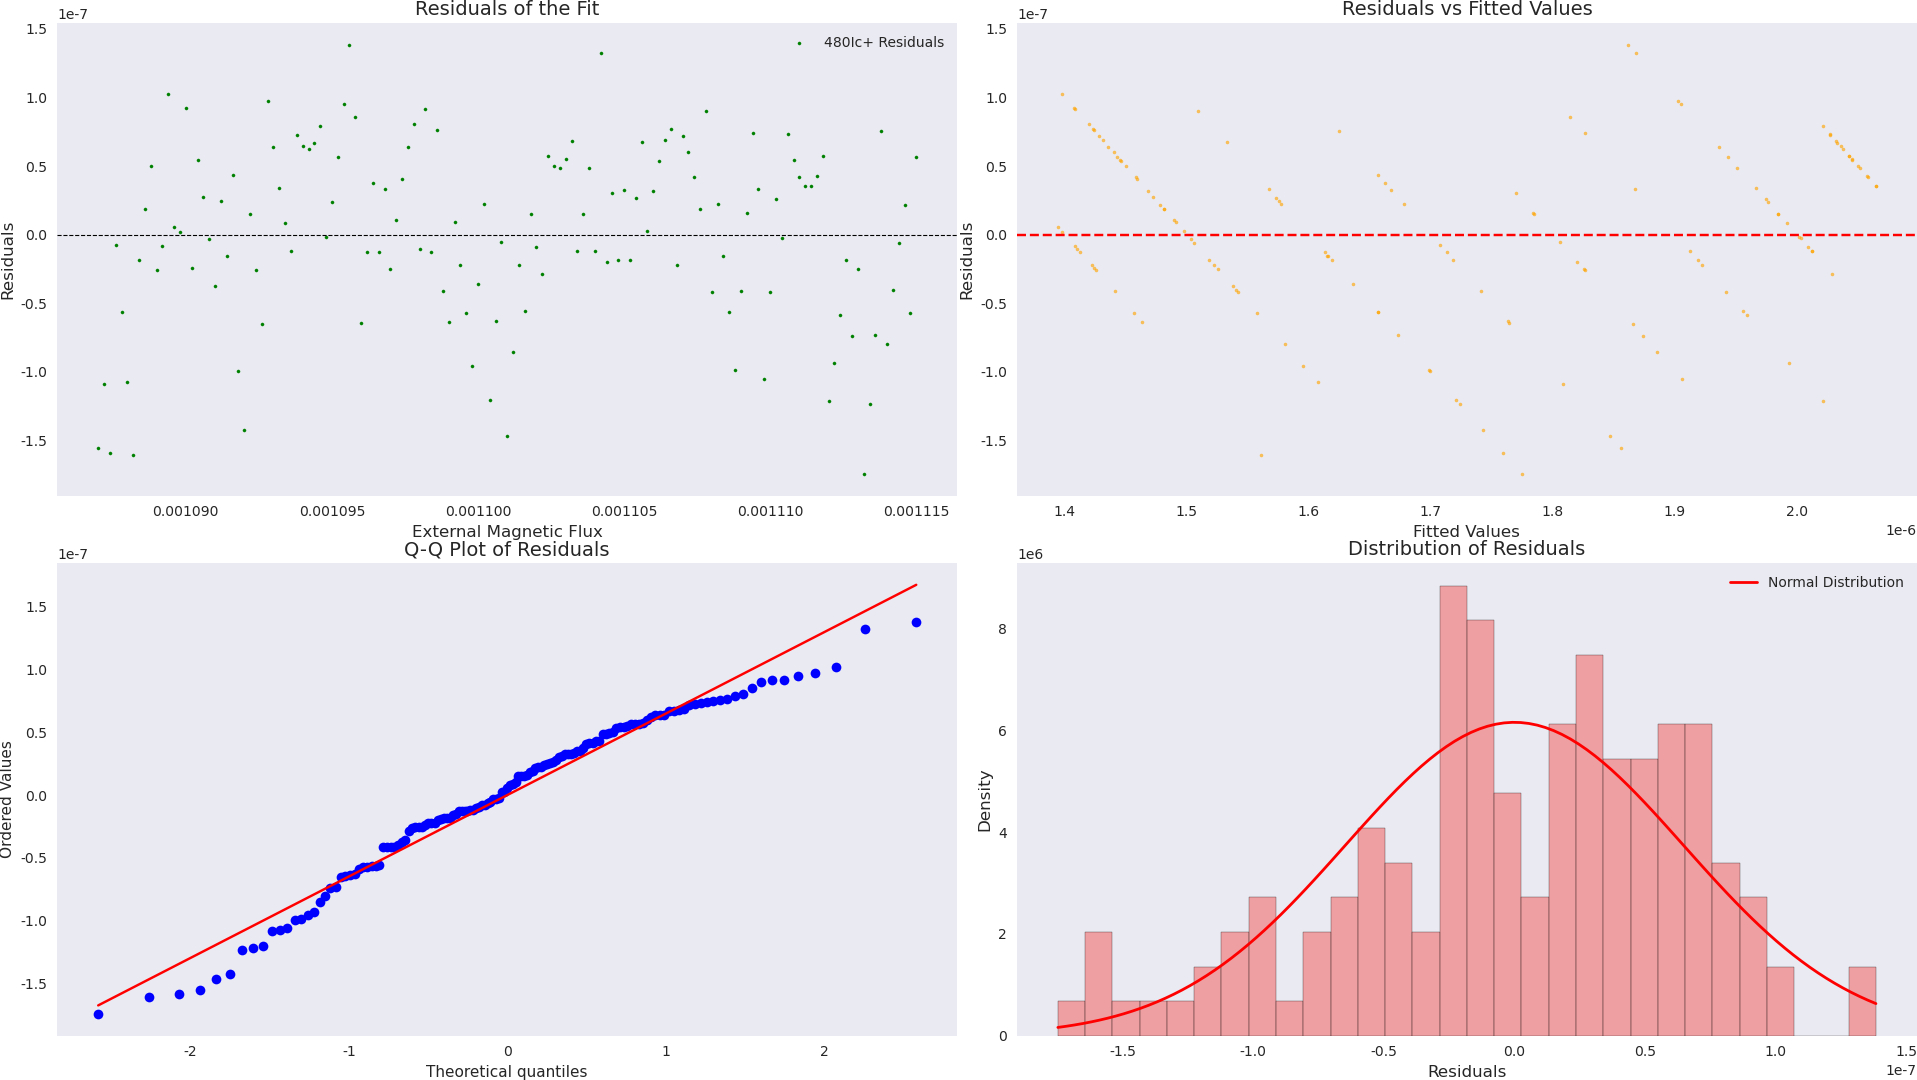 Residuals of the Fit
1e-7
1.5
1.0
0.5
0.0
-0.5
-1.0
-1.5
Residuals
480Ic+ Residuals
0.001090 0.001095 0.001100 0.001105 0.001110 0.001115
External Magnetic Flux
Residuals vs Fitted Values
1e-7
1.5
1.0
0.5
0.0
-0.5
-1.0
-1.5
Residuals
1.4 1.5 1.6 1.7 1.8 1.9 2.0
Fitted Values
1e-6
Q-Q Plot of Residuals
1e-7
1.5
1.0
0.5
0.0
-0.5
-1.0
-1.5
Ordered Values
-2 -1 0 1 2
Theoretical quantiles
Distribution of Residuals
1e6
8
6
4
2
0
Density
Normal Distribution
-1.5 -1.0 -0.5 0.0 0.5 1.0 1.5
Residuals
1e-7